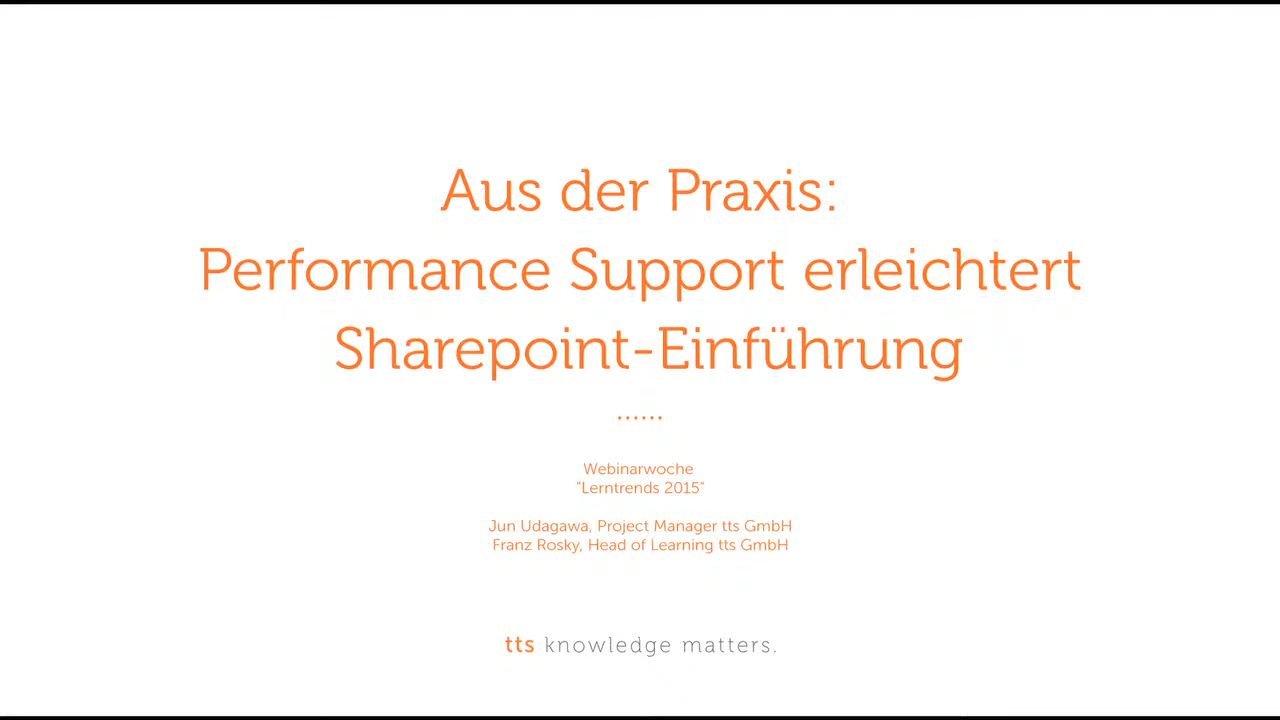 Aus der Praxis:
Performance Support erleichtert
Sharepoint-Einführung
......
Webinarwoche
"Lerntrends 2015"
Jun Udagawa, Project Manager tts GmbH
Franz Rosky, Head of Learning tts GmbH
tts knowledge matters.